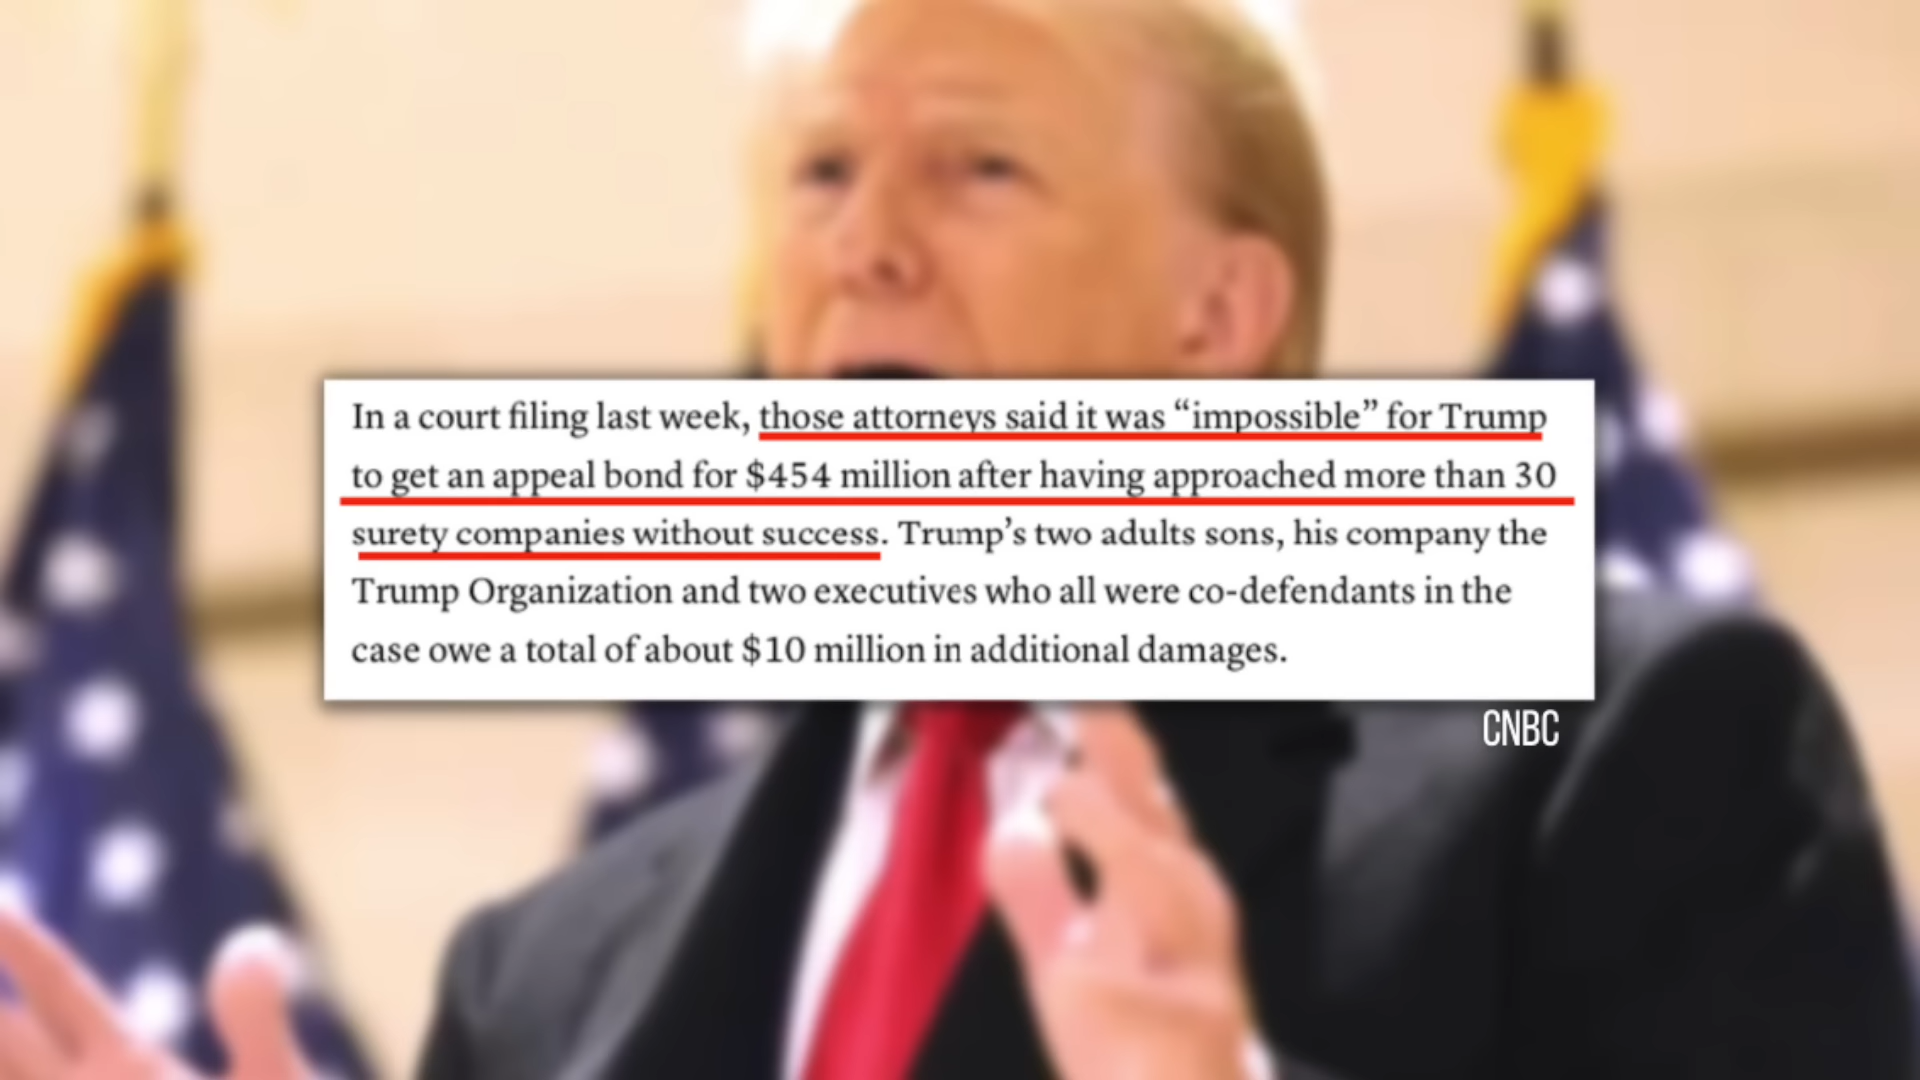 In a court filing last week, those attorneys said it was “impossible” for Trump
to get an appeal bond for $454 million after having approached more than 30
surety companies without success. Trump’s two adults sons, his company the
Trump Organization and two executives who all were co-defendants in the
case owe a total of about $10 million in additional damages.
CNBC